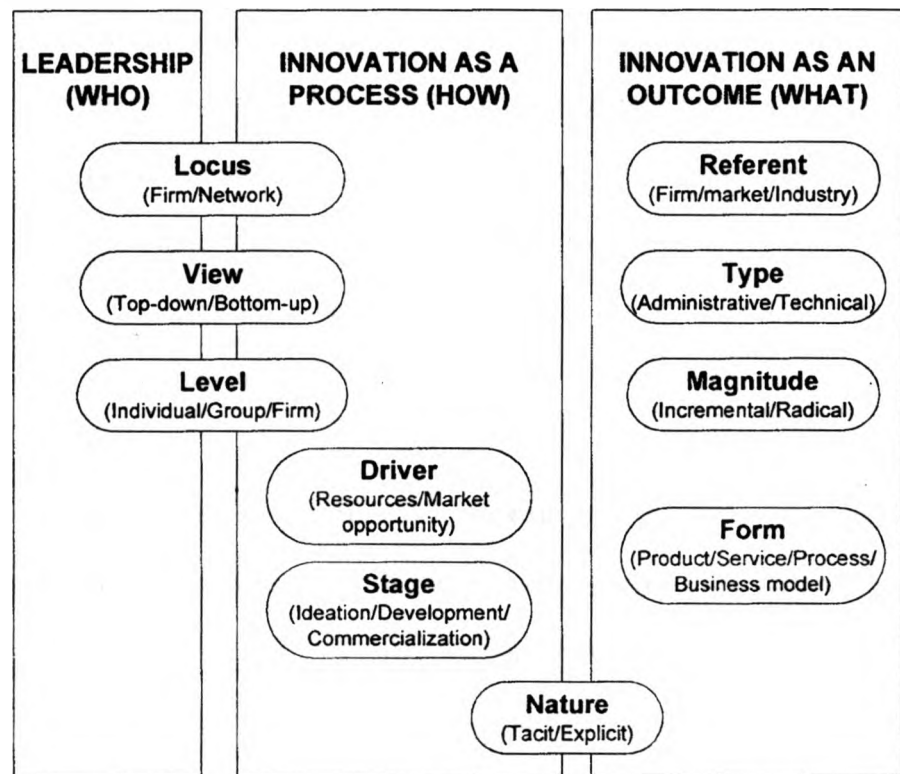 LEADERSHIP
(WHO)
INNOVATION AS A
PROCESS (HOW)
INNOVATION AS AN
OUTCOME (WHAT)
Locus
(Firm/Network)
Referent
(Firm/market/Industry)
View
(Top-down/Bottom-up)
Type
(Administrative/Technical)
Level
(Individual/Group/Firm)
Magnitude
(Incremental/Radical)
Driver
(Resources/Market
opportunity)
Form
(Product/Service/Process/
Business model)
Stage
(Ideation/Development/
Commercialization)
Nature
(Tacit/Explicit)